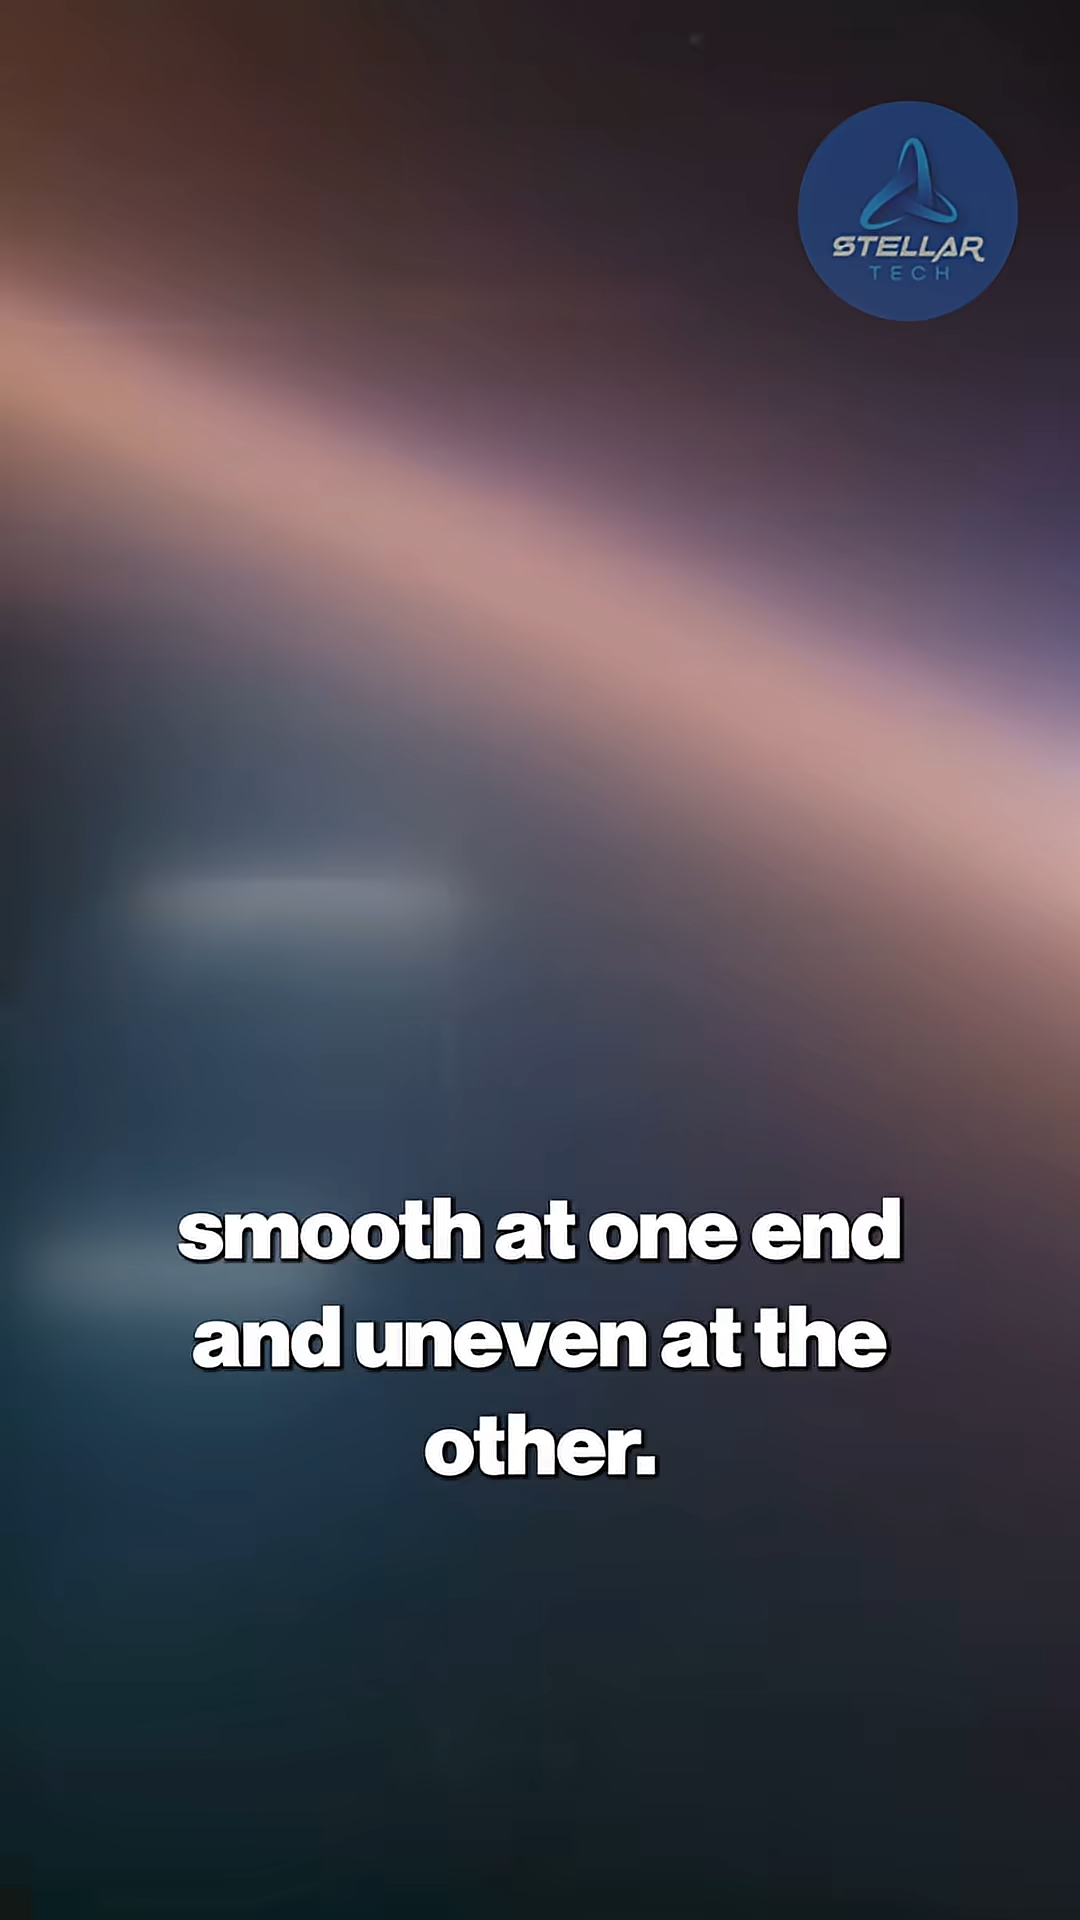 STELLAR
TECH
smooth at one end
and uneven at the
other.